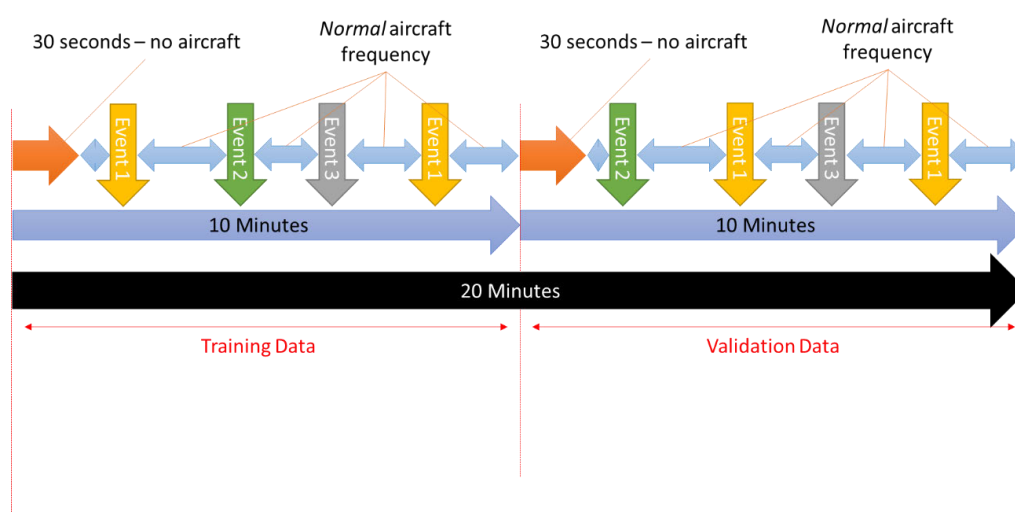 30 seconds – no aircraft
Normal aircraft
frequency
30 seconds – no aircraft
Normal aircraft
frequency
Event 1
Event 2
Event 3
Event 1
Event 2
Event 1
Event 3
Event 1
10 Minutes
10 Minutes
20 Minutes
Training Data
Validation Data